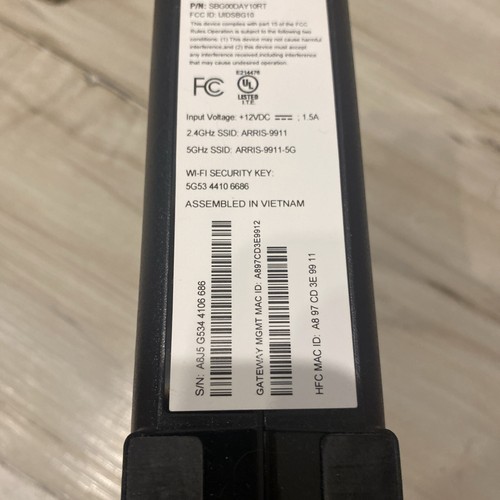 P/N: SBG00DAY10RT
FCC ID: UIDSBG10
This device complies with part 15 of the FCC
Rules Operation is subject to the following two
conditions: (1) This device may not cause harmful
interference and (2) this device must accept
any interference received,including interference
that may cause undesired operation.
FC
E214476
UL
LISTED
I.T.E.
Input Voltage: +12VDC ; 1.5A
2.4GHz SSID: ARRIS-9911
5GHz SSID: ARRIS-9911-5G
WI-FI SECURITY KEY:
5G53 4410 6686
ASSEMBLED IN VIETNAM
S/N: A8J5 G534 4106 686
GATEWAY MGMT MAC ID: A897CD3E9912
HFC MAC ID: A8 97 CD 3E 99 11